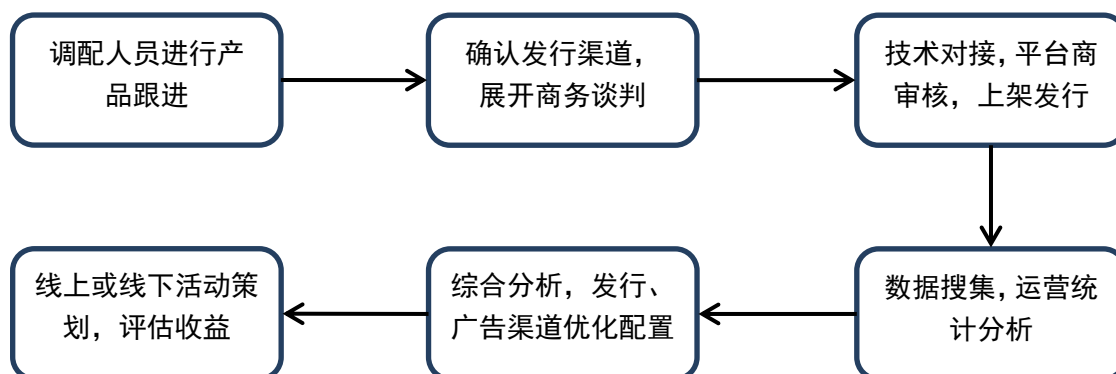 调配人员进行产
品跟进
确认发行渠道，
展开商务谈判
技术对接，平台商
审核，上架发行
数据搜集，运营统
计分析
综合分析，发行、
广告渠道优化配置
线上或线下活动策
划，评估收益